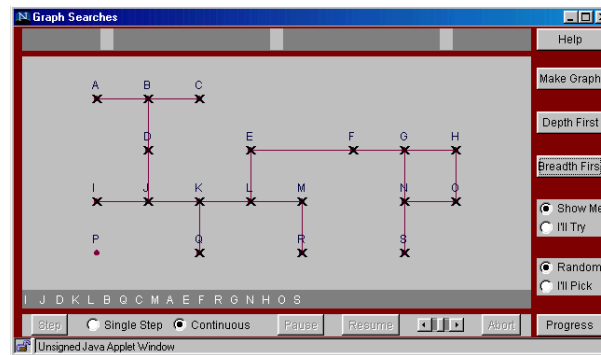 Graph Searches
Help
A B C
Make Graph
D E F G H
Depth First
Breadth Firs
I J K L M N O
Show Me
I'll Try
P Q R S
Random
I'll Pick
I J D K L B Q C M A E F R G N H O S
Step Single Step Continuous Pause Resume Abort Progress
Unsigned Java Applet Window